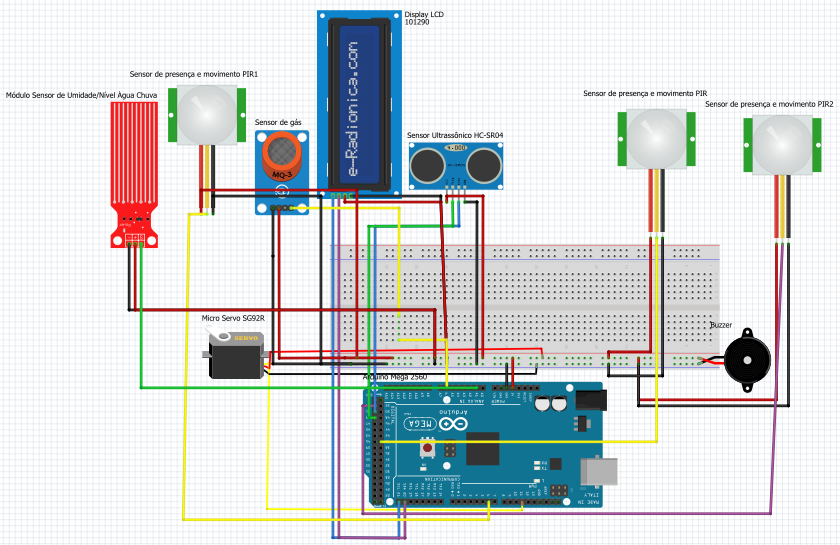 Display LCD
101290
Sensor de presença e movimento PIR1
Módulo Sensor de Umidade/Nível Água Chuva
Sensor de gás
e-Radionica.com
Sensor de presença e movimento PIR
Sensor de presença e movimento PIR2
Sensor Ultrassônico HC-SR04
MQ-3
Micro Servo SG92R
SERVO
Buzzer
Arduino Mega 2560
Arduino
MEGA
COMMUNICATION
ITALY